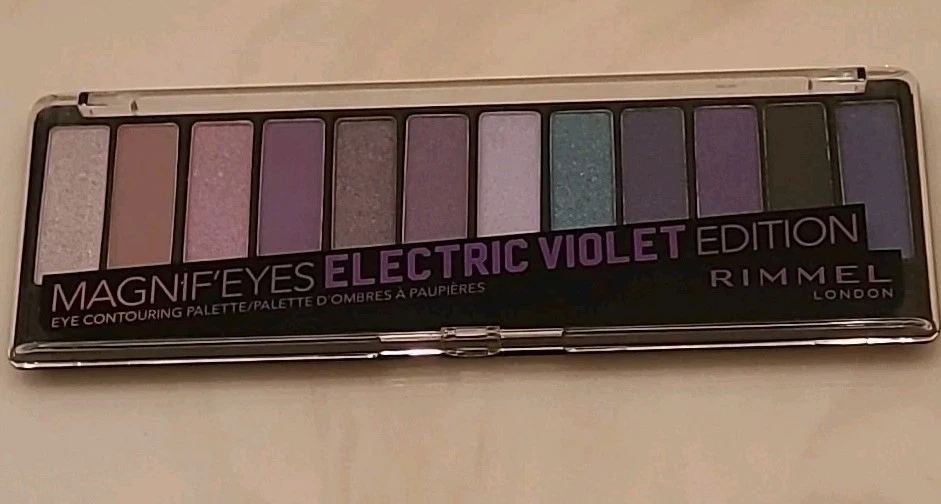 MAGNIF'EYES ELECTRIC VIOLET EDITION
EYE CONTOURING PALETTE/PALETTE D'OMBRES À PAUPIÈRES
RIMMEL
LONDON